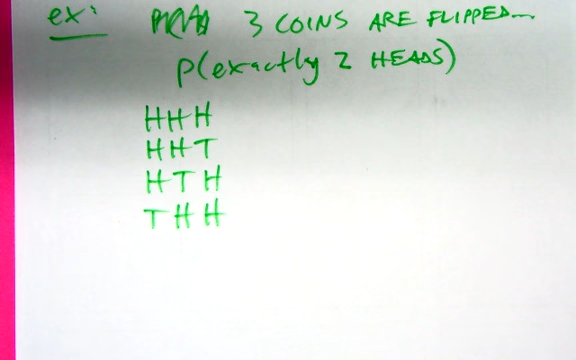 ex: 3 COINS ARE FLIPPED...
P(exactly 2 HEADS)
HHH
HHT
HTH
THH